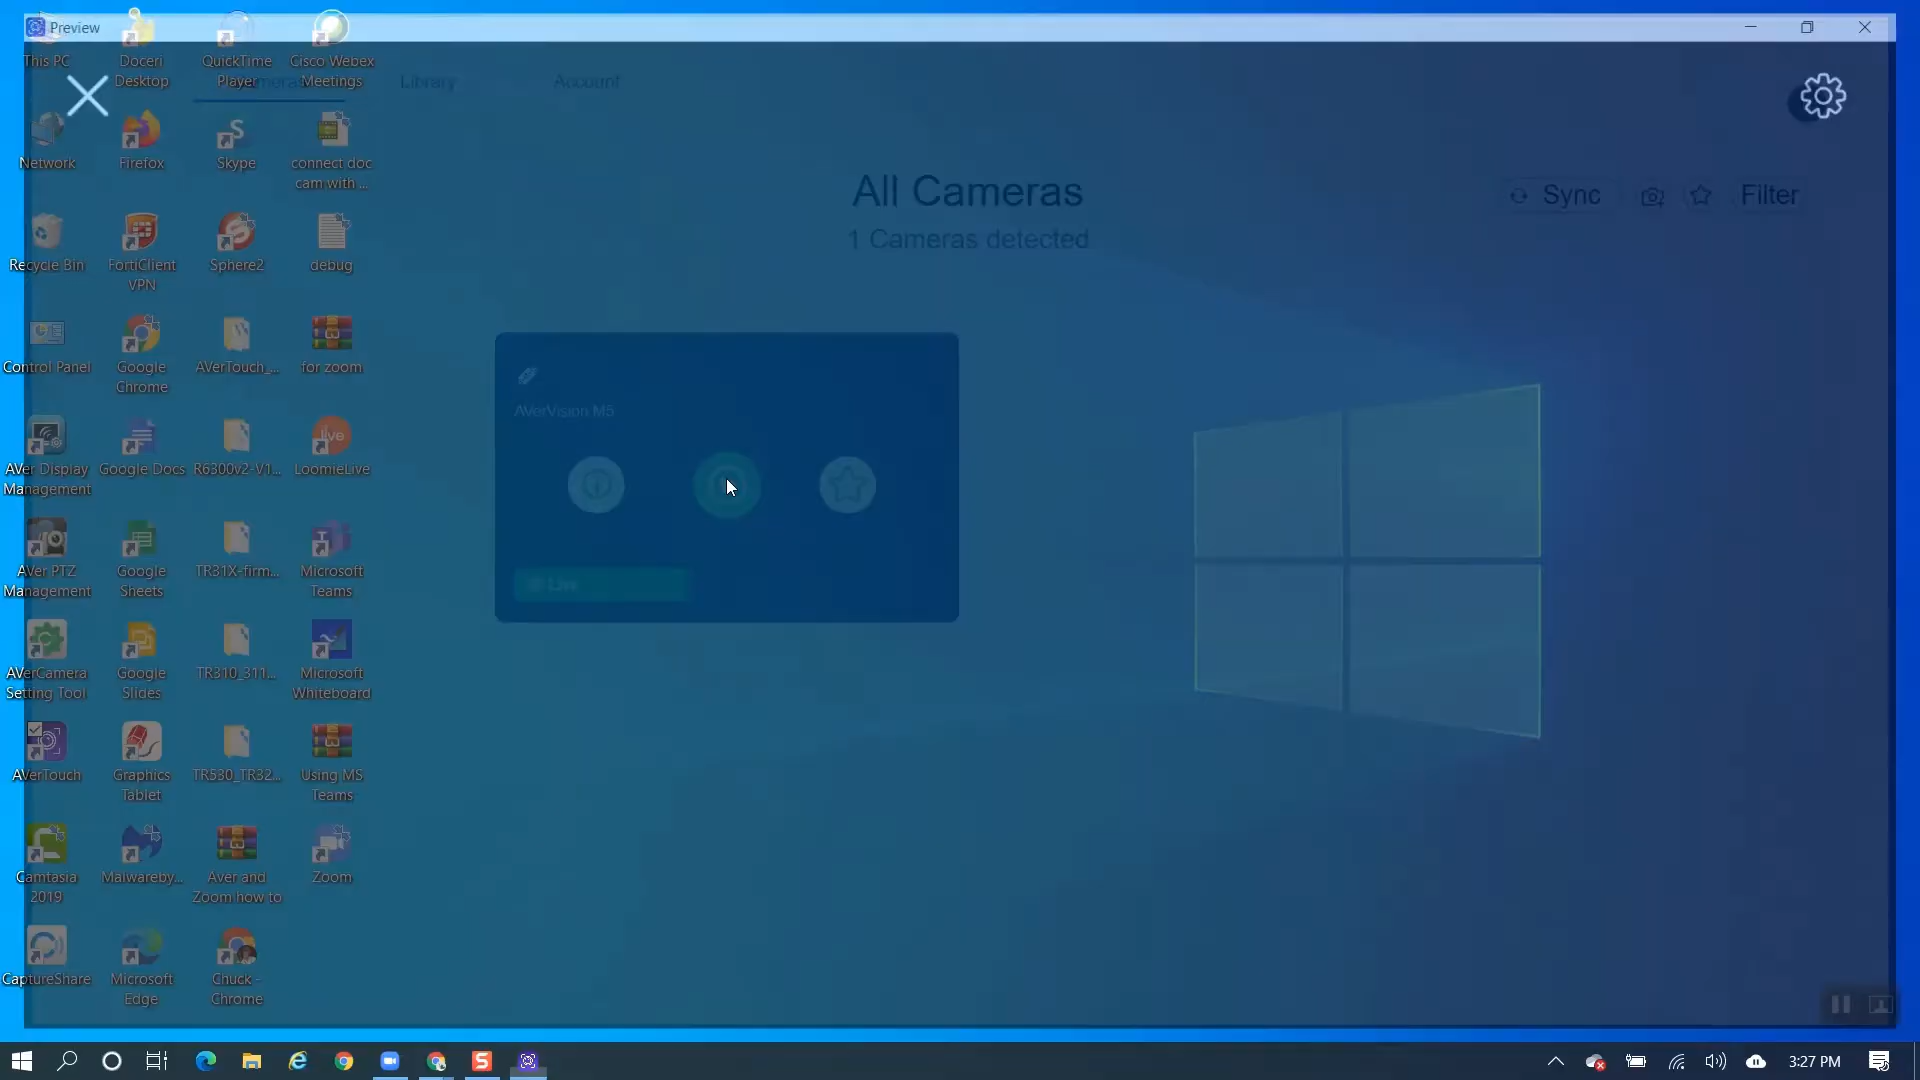 Preview
This PC
Doceri
Desktop
QuickTime
Player
Cisco Webex
Meetings
Cameras
Library
Account
Network
Firefox
Skype
connect doc
cam with ...
All Cameras
1 Cameras detected
Sync
Filter
Recycle Bin
FortiClient
VPN
Sphere2
debug
Control Panel
Google
Chrome
AVerTouch_...
for zoom
AVerVision M5
AVer Display
Management
Google Docs
R6300v2-V1...
LoomieLive
AVer PTZ
Management
Google
Sheets
TR31X-firm...
Microsoft
Teams
Live
AVerCamera
Setting Tool
Google
Slides
TR310_311...
Microsoft
Whiteboard
AVerTouch
Graphics
Tablet
TR530_TR32...
Using MS
Teams
Camtasia
2019
Malwareby...
Aver and
Zoom how to
Zoom
CaptureShare
Microsoft
Edge
Chuck -
Chrome
3:27 PM